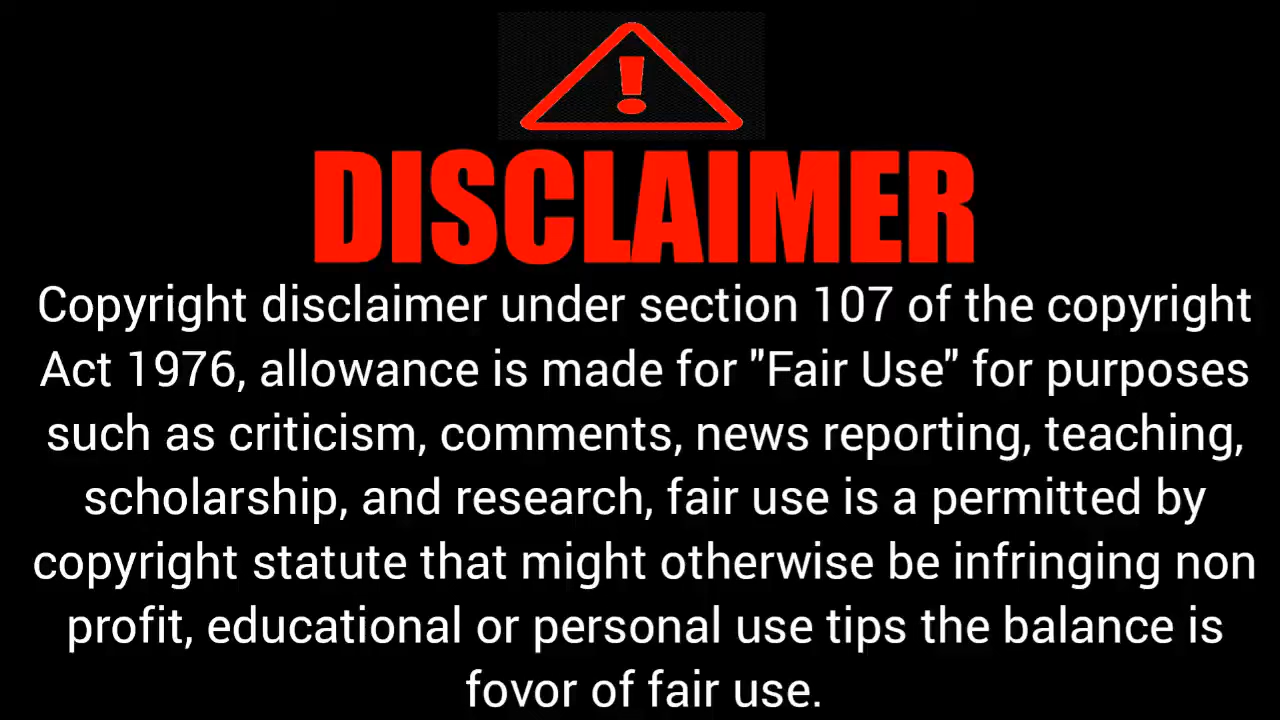 DISCLAIMER
Copyright disclaimer under section 107 of the copyright
Act 1976, allowance is made for "Fair Use" for purposes
such as criticism, comments, news reporting, teaching,
scholarship, and research, fair use is a permitted by
copyright statute that might otherwise be infringing non
profit, educational or personal use tips the balance is
fovor of fair use.